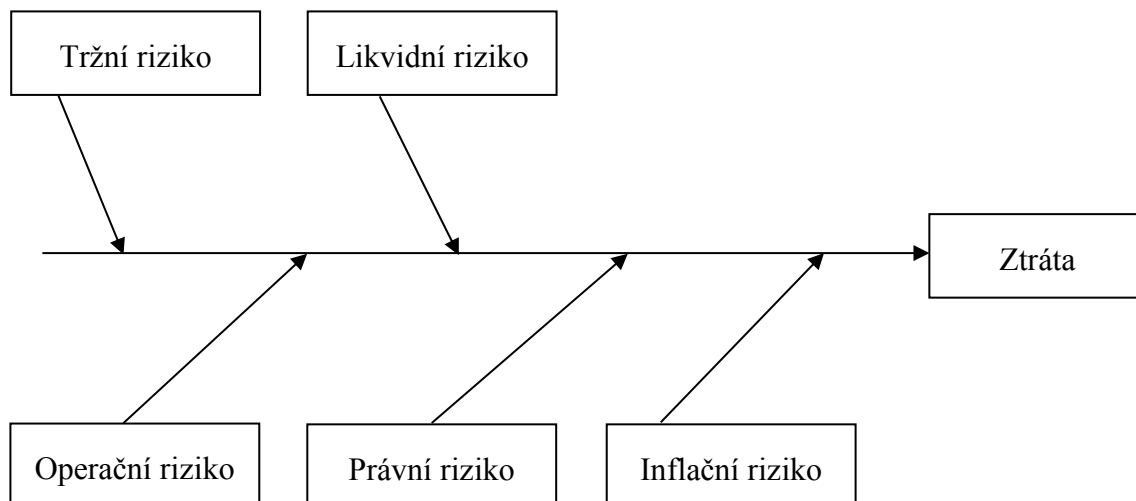 Tržní riziko
Likvidní riziko
Ztráta
Operační riziko
Právní riziko
Inflační riziko